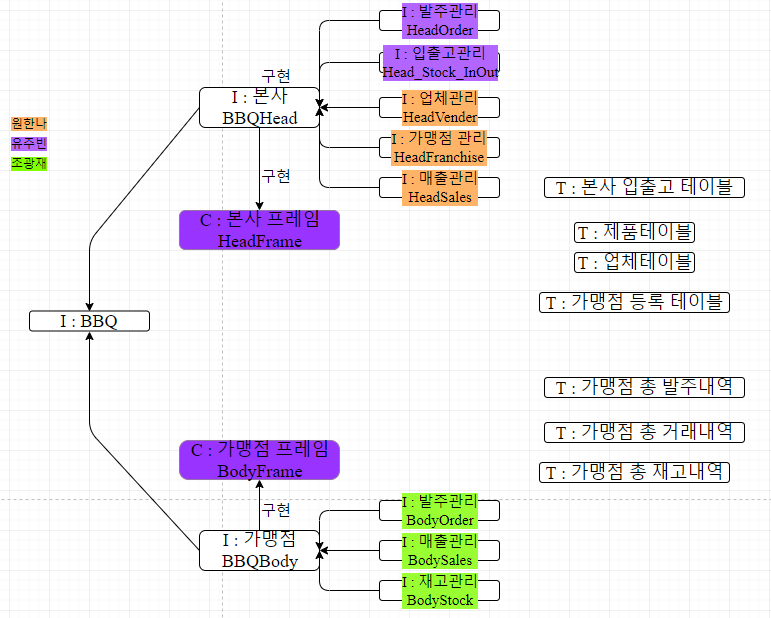 I : 발주관리
HeadOrder
I : 입출고관리
Head_Stock_InOut
구현
I : 본사
BBQHead
I : 업체관리
HeadVender
원한나
유주빈
조광재
I : 가맹점 관리
HeadFranchise
구현
I : 매출관리
HeadSales
T : 본사 입출고 테이블
C : 본사 프레임
HeadFrame
T : 제품테이블
T : 업체테이블
T : 가맹점 등록 테이블
I : BBQ
T : 가맹점 총 발주내역
T : 가맹점 총 거래내역
C : 가맹점 프레임
BodyFrame
T : 가맹점 총 재고내역
구현
I : 발주관리
BodyOrder
I : 가맹점
BBQBody
I : 매출관리
BodySales
I : 재고관리
BodyStock